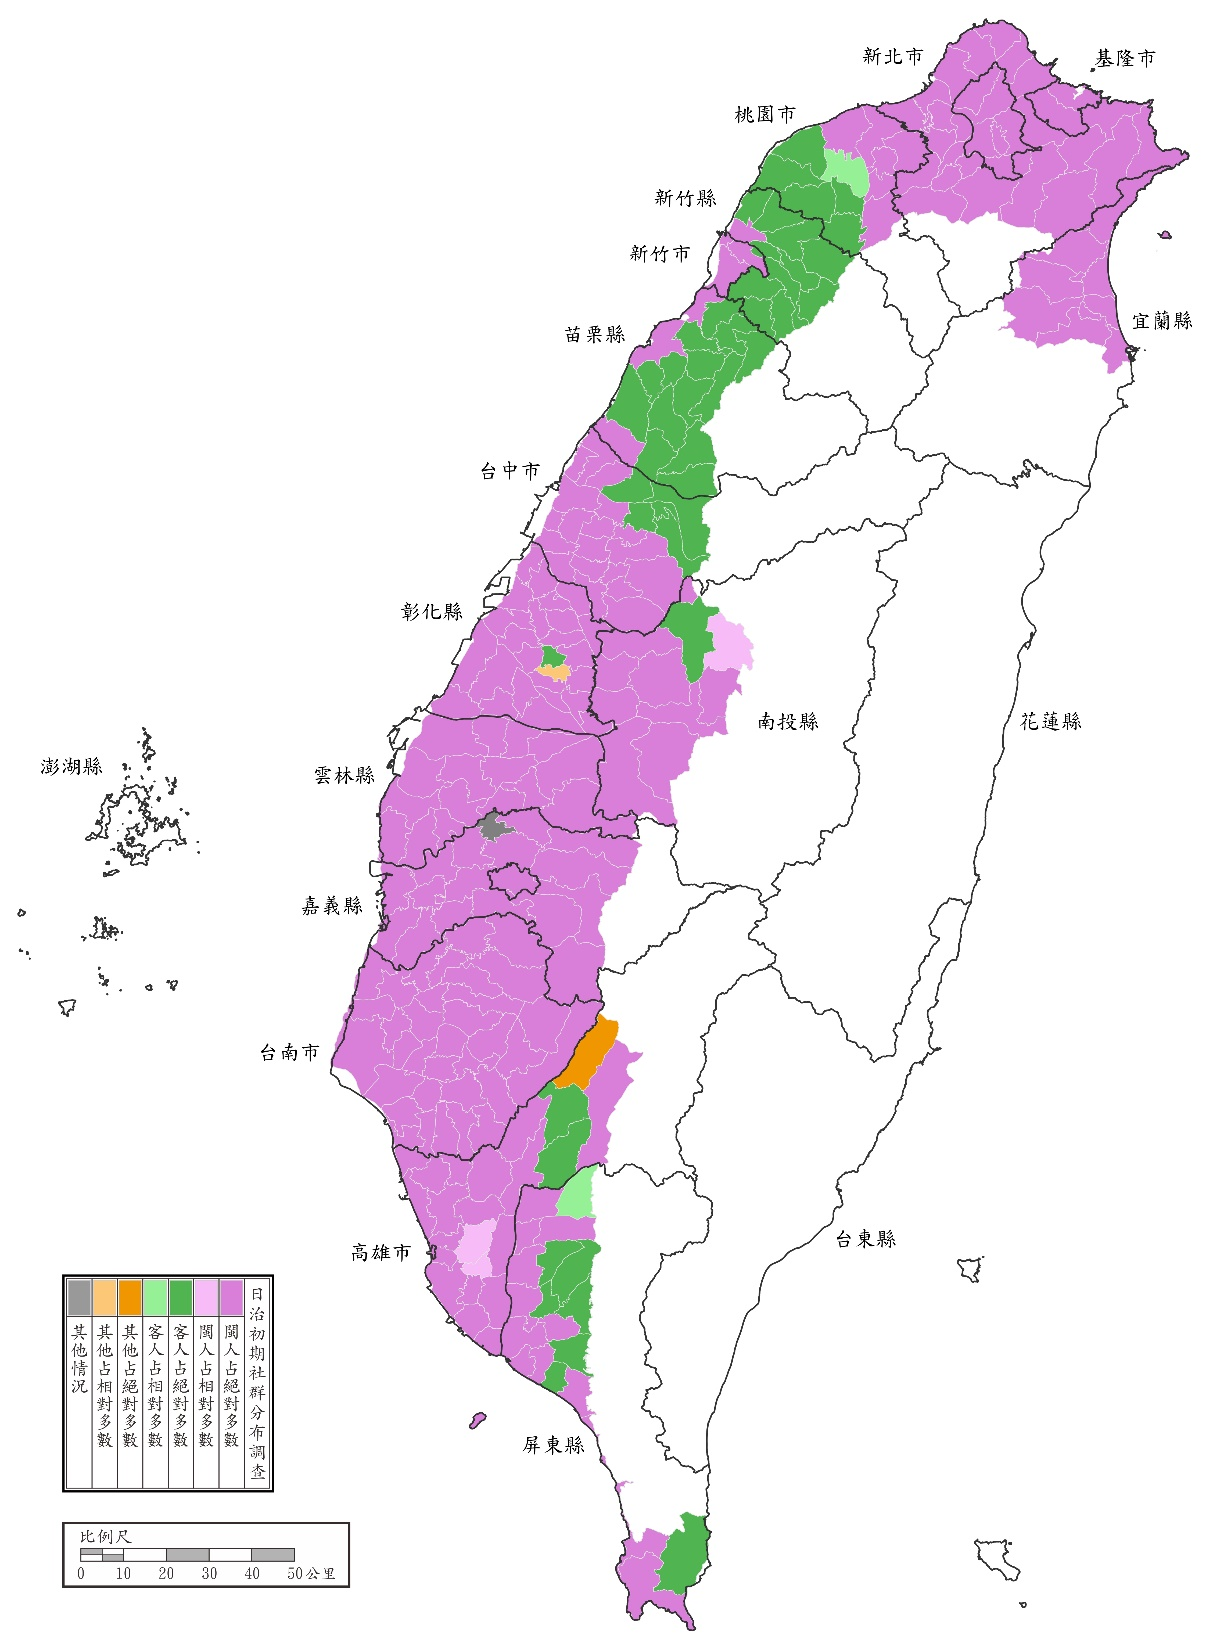 新北市
基隆市
桃園市
新竹縣
新竹市
苗栗縣
宜蘭縣
台中市
彰化縣
南投縣
花蓮縣
澎湖縣
雲林縣
嘉義縣
台南市
台東縣
高雄市
屏東縣
日治初期社群分布調查
閩人占絕對多數
閩人占相對多數
客人占絕對多數
客人占相對多數
其他占絕對多數
其他占相對多數
其他情況
比例尺
0 10 20 30 40 50公里